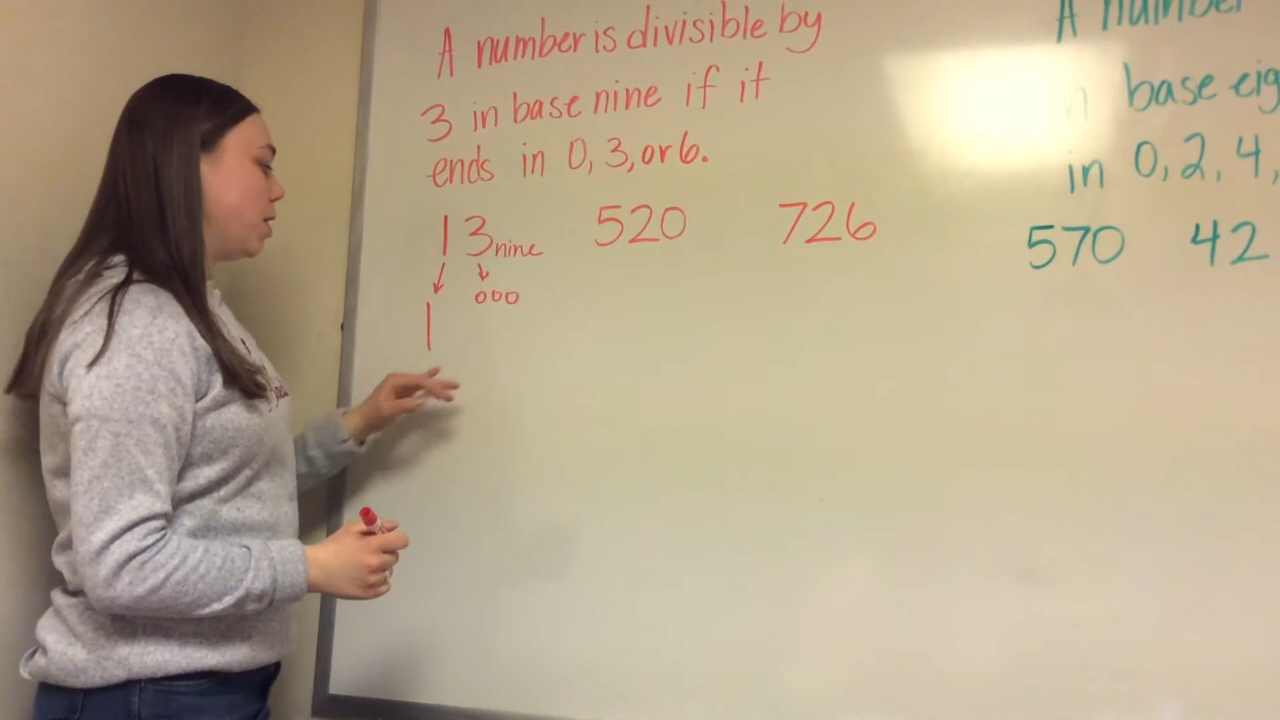 A number is divisible by
3 in base nine if it
ends in 0, 3, or 6.
13nine 520 726
ooo
1
A number
base eig
in 0, 2, 4,
570 42